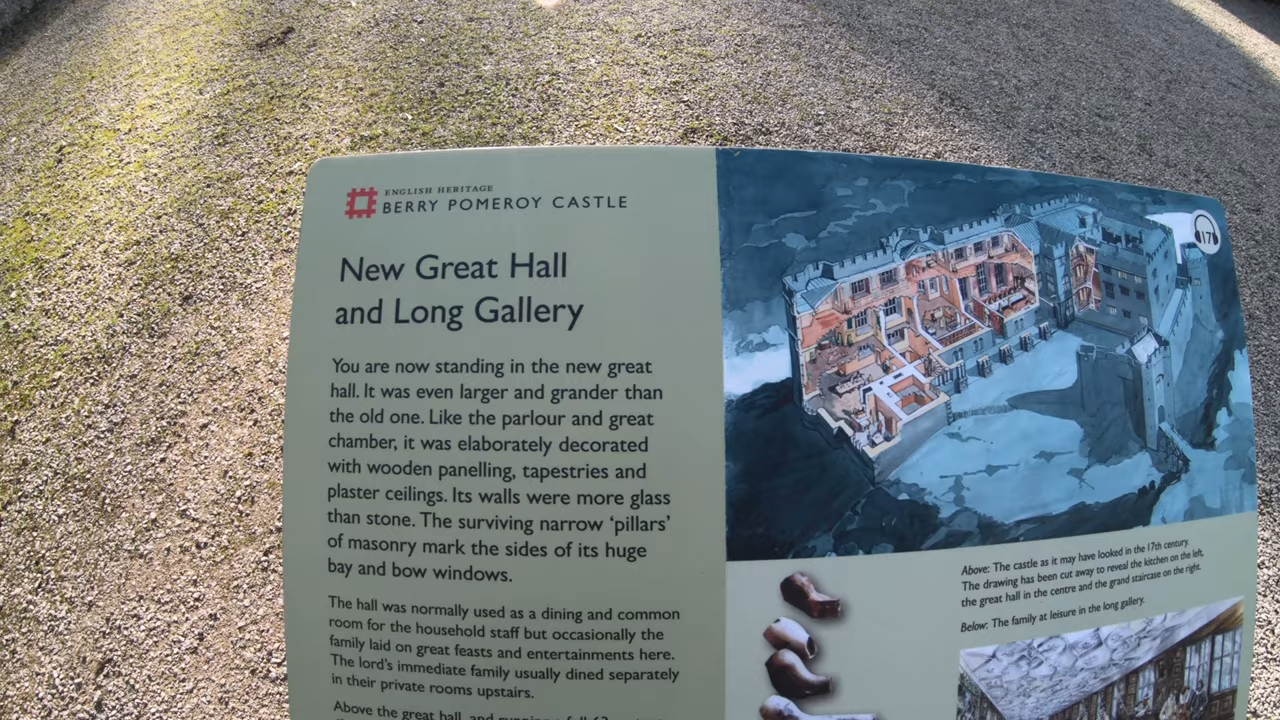 ENGLISH HERITAGE
BERRY POMEROY CASTLE
New Great Hall
and Long Gallery
You are now standing in the new great
hall. It was even larger and grander than
the old one. Like the parlour and great
chamber, it was elaborately decorated
with wooden panelling, tapestries and
plaster ceilings. Its walls were more glass
than stone. The surviving narrow ‘pillars’
of masonry mark the sides of its huge
bay and bow windows.
The hall was normally used as a dining and common
room for the household staff but occasionally the
family laid on great feasts and entertainments here.
The lord's immediate family usually dined separately
in their private rooms upstairs.
Above the great hall, and running a full 63
17
Above: The castle as it may have looked in the 17th century.
The drawing has been cut away to reveal the kitchen on the left,
the great hall in the centre and the grand staircase on the right.
Below: The family at leisure in the long gallery.